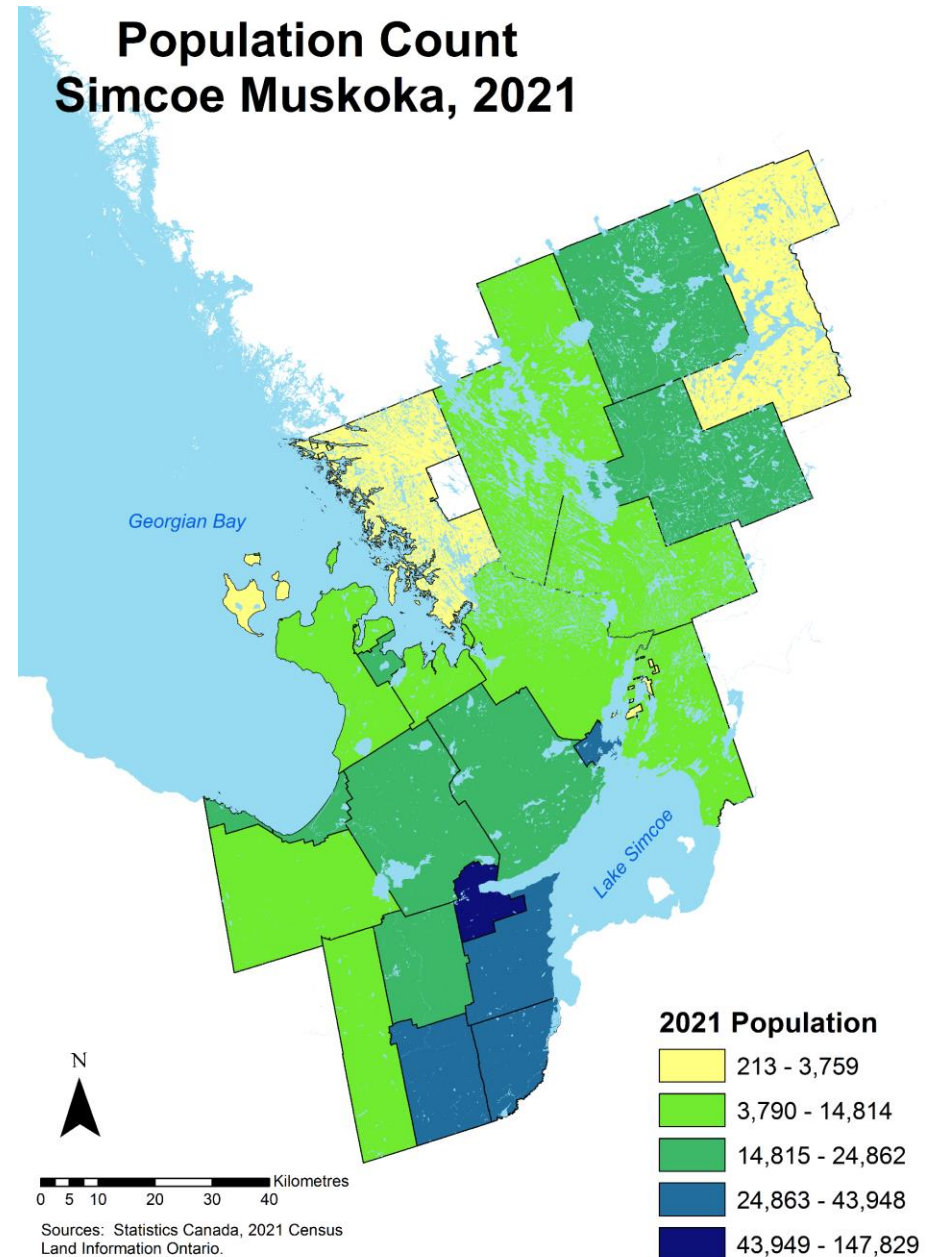 Population Count
Simcoe Muskoka, 2021
Georgian Bay
Lake Simcoe
2021 Population
213 - 3,759
3,790 - 14,814
14,815 - 24,862
24,863 - 43,948
43,949 - 147,829
N
Kilometres
0 5 10 20 30 40
Sources: Statistics Canada, 2021 Census
Land Information Ontario.